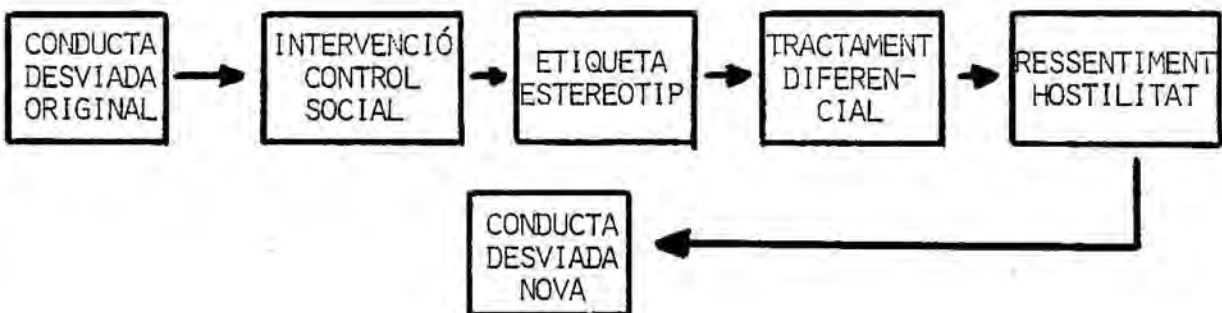 CONDUCTA
DESVIADA
ORIGINAL
INTERVENCIÓ
CONTROL
SOCIAL
ETIQUETA
ESTEREOTIP
TRACTAMENT
DIFEREN-
CIAL
RESSENTIMENT
HOSTILITAT
CONDUCTA
DESVIADA
NOVA